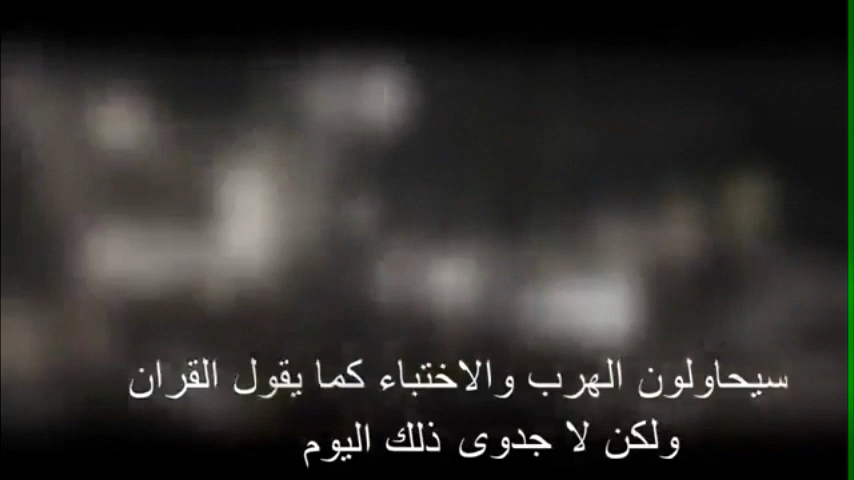 سيحاولون الهرب والاختباء كما يقول القران
ولكن لا جدوى ذلك اليوم